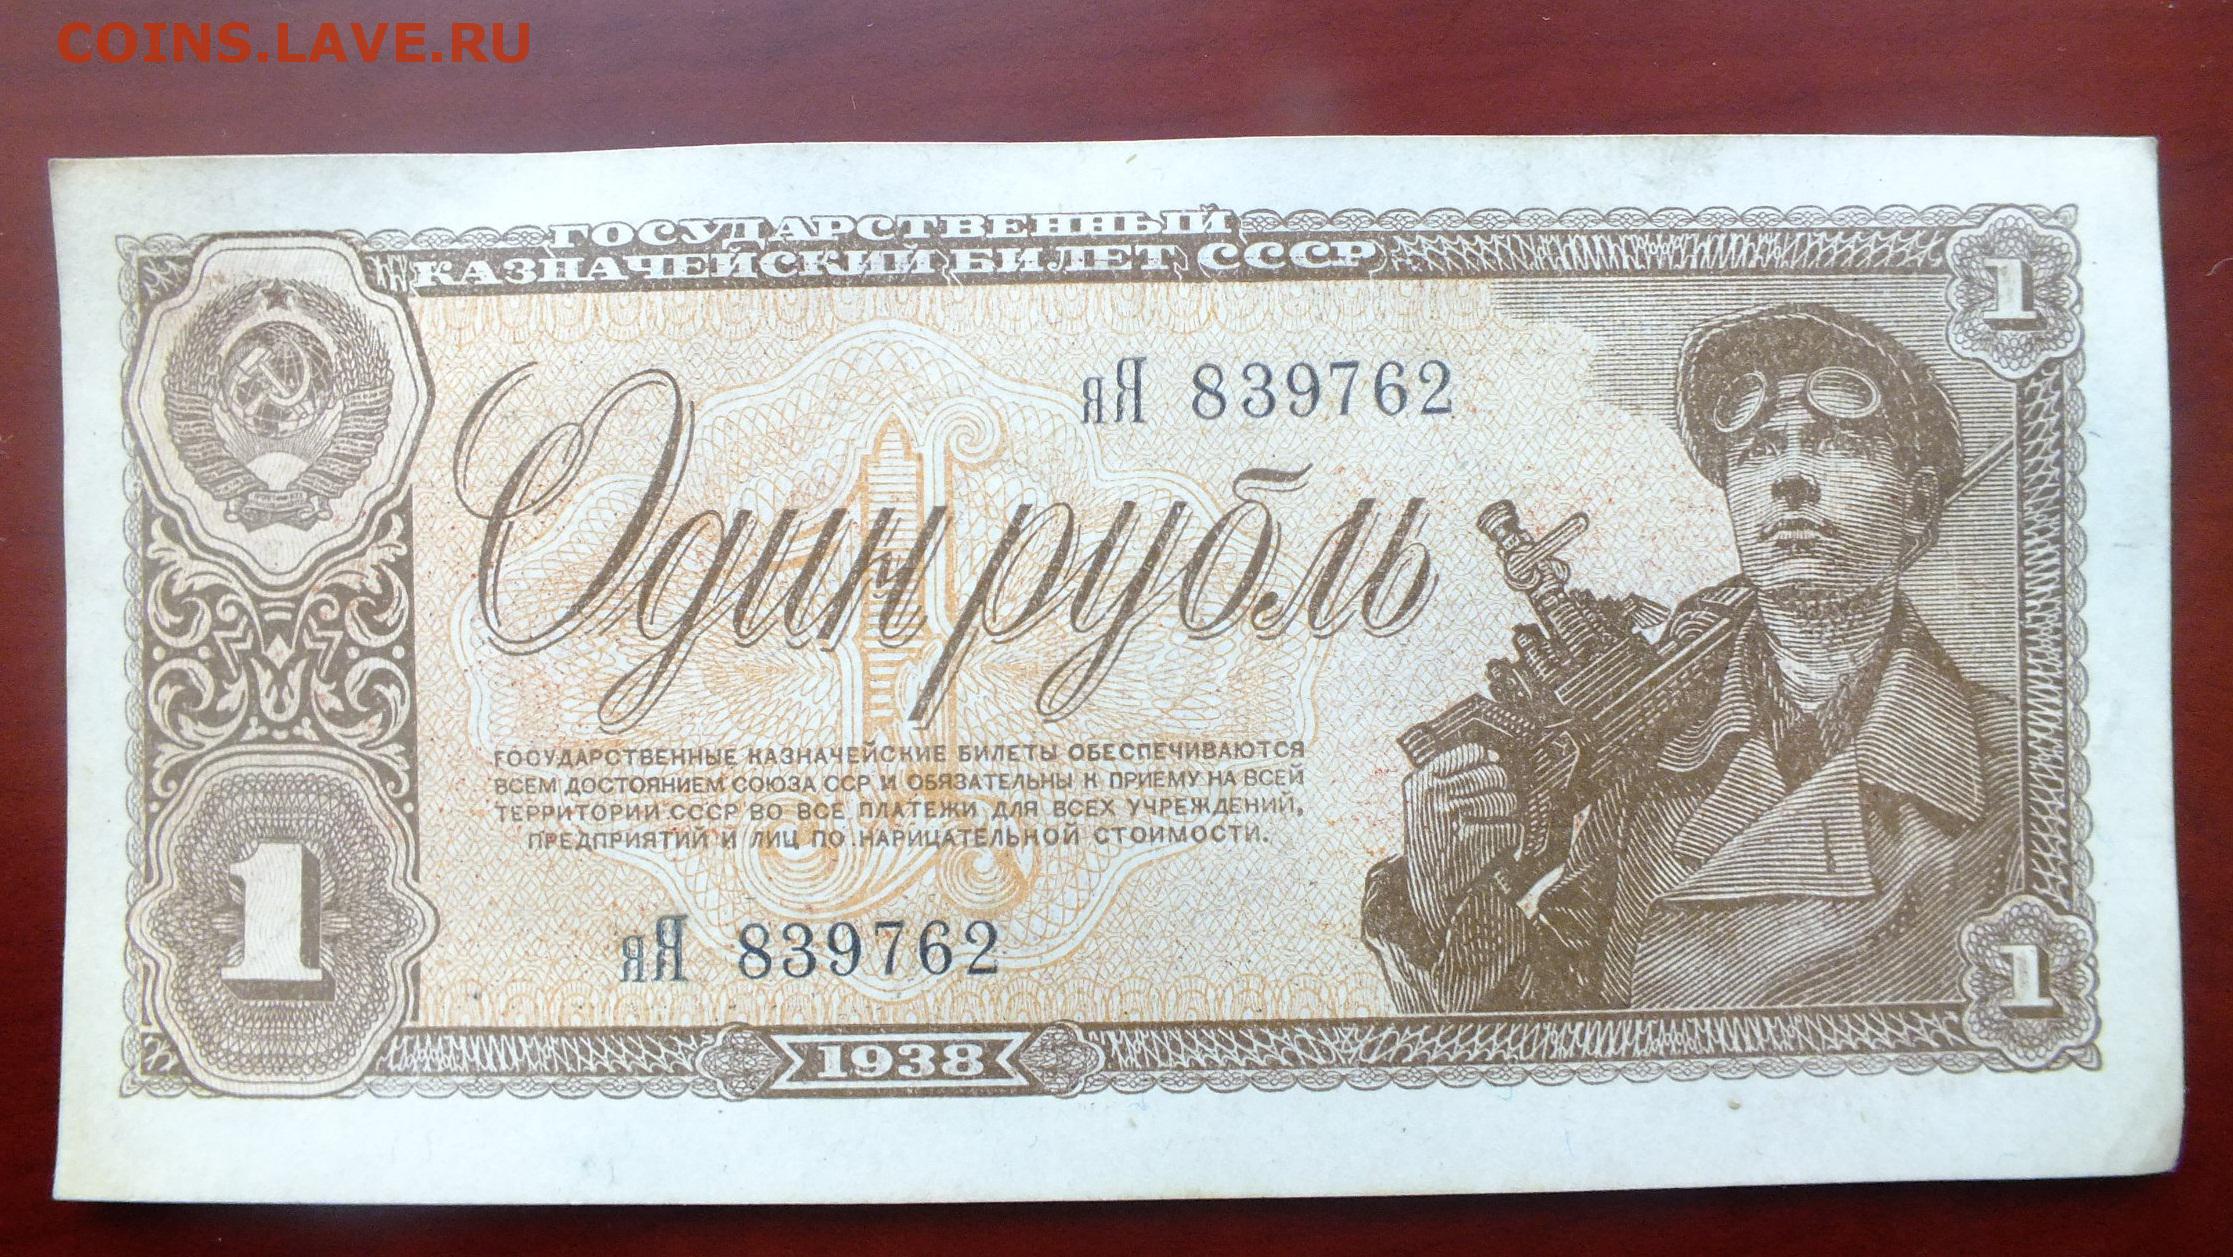 COINS.LAVE.RU
ГОСУДАРСТВЕННЫЙ
КАЗНАЧЕЙСКИЙ БИЛЕТ СССР
1
яЯ 839762
Один рубль
ГОСУДАРСТВЕННЫЕ КАЗНАЧЕЙСКИЕ БИЛЕТЫ ОБЕСПЕЧИВАЮТСЯ
ВСЕМ ДОСТОЯНИЕМ СОЮЗА ССР И ОБЯЗАТЕЛЬНЫ К ПРИЕМУ НА ВСЕЙ
ТЕРРИТОРИИ СССР ВО ВСЕ ПЛАТЕЖИ ДЛЯ ВСЕХ УЧРЕЖДЕНИЙ,
ПРЕДПРИЯТИЙ И ЛИЦ ПО НАРИЦАТЕЛЬНОЙ СТОИМОСТИ.
1
1
яЯ 839762
1
1938